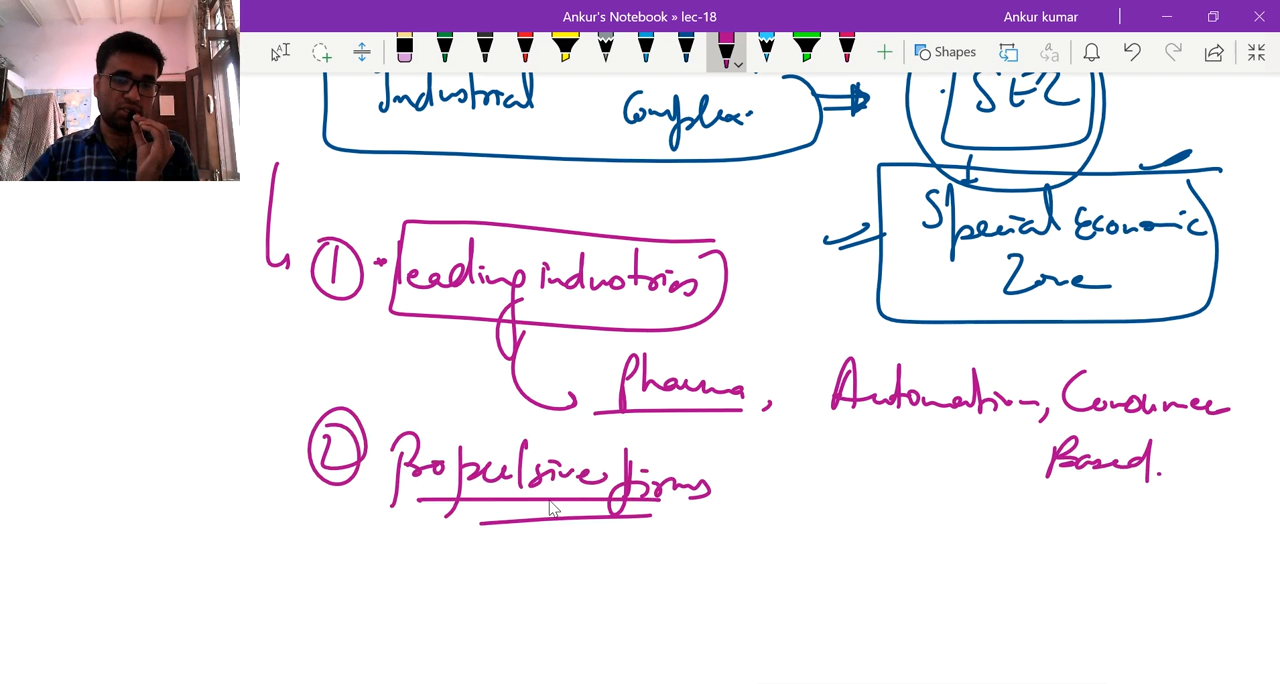 Ankur's Notebook » lec-18
Ankur kumar
Shapes
Industrial Complex
SEZ
Special Economic
Zone
① leading industries
Pharma, Automation, Consumer
Based.
② Propulsive firms